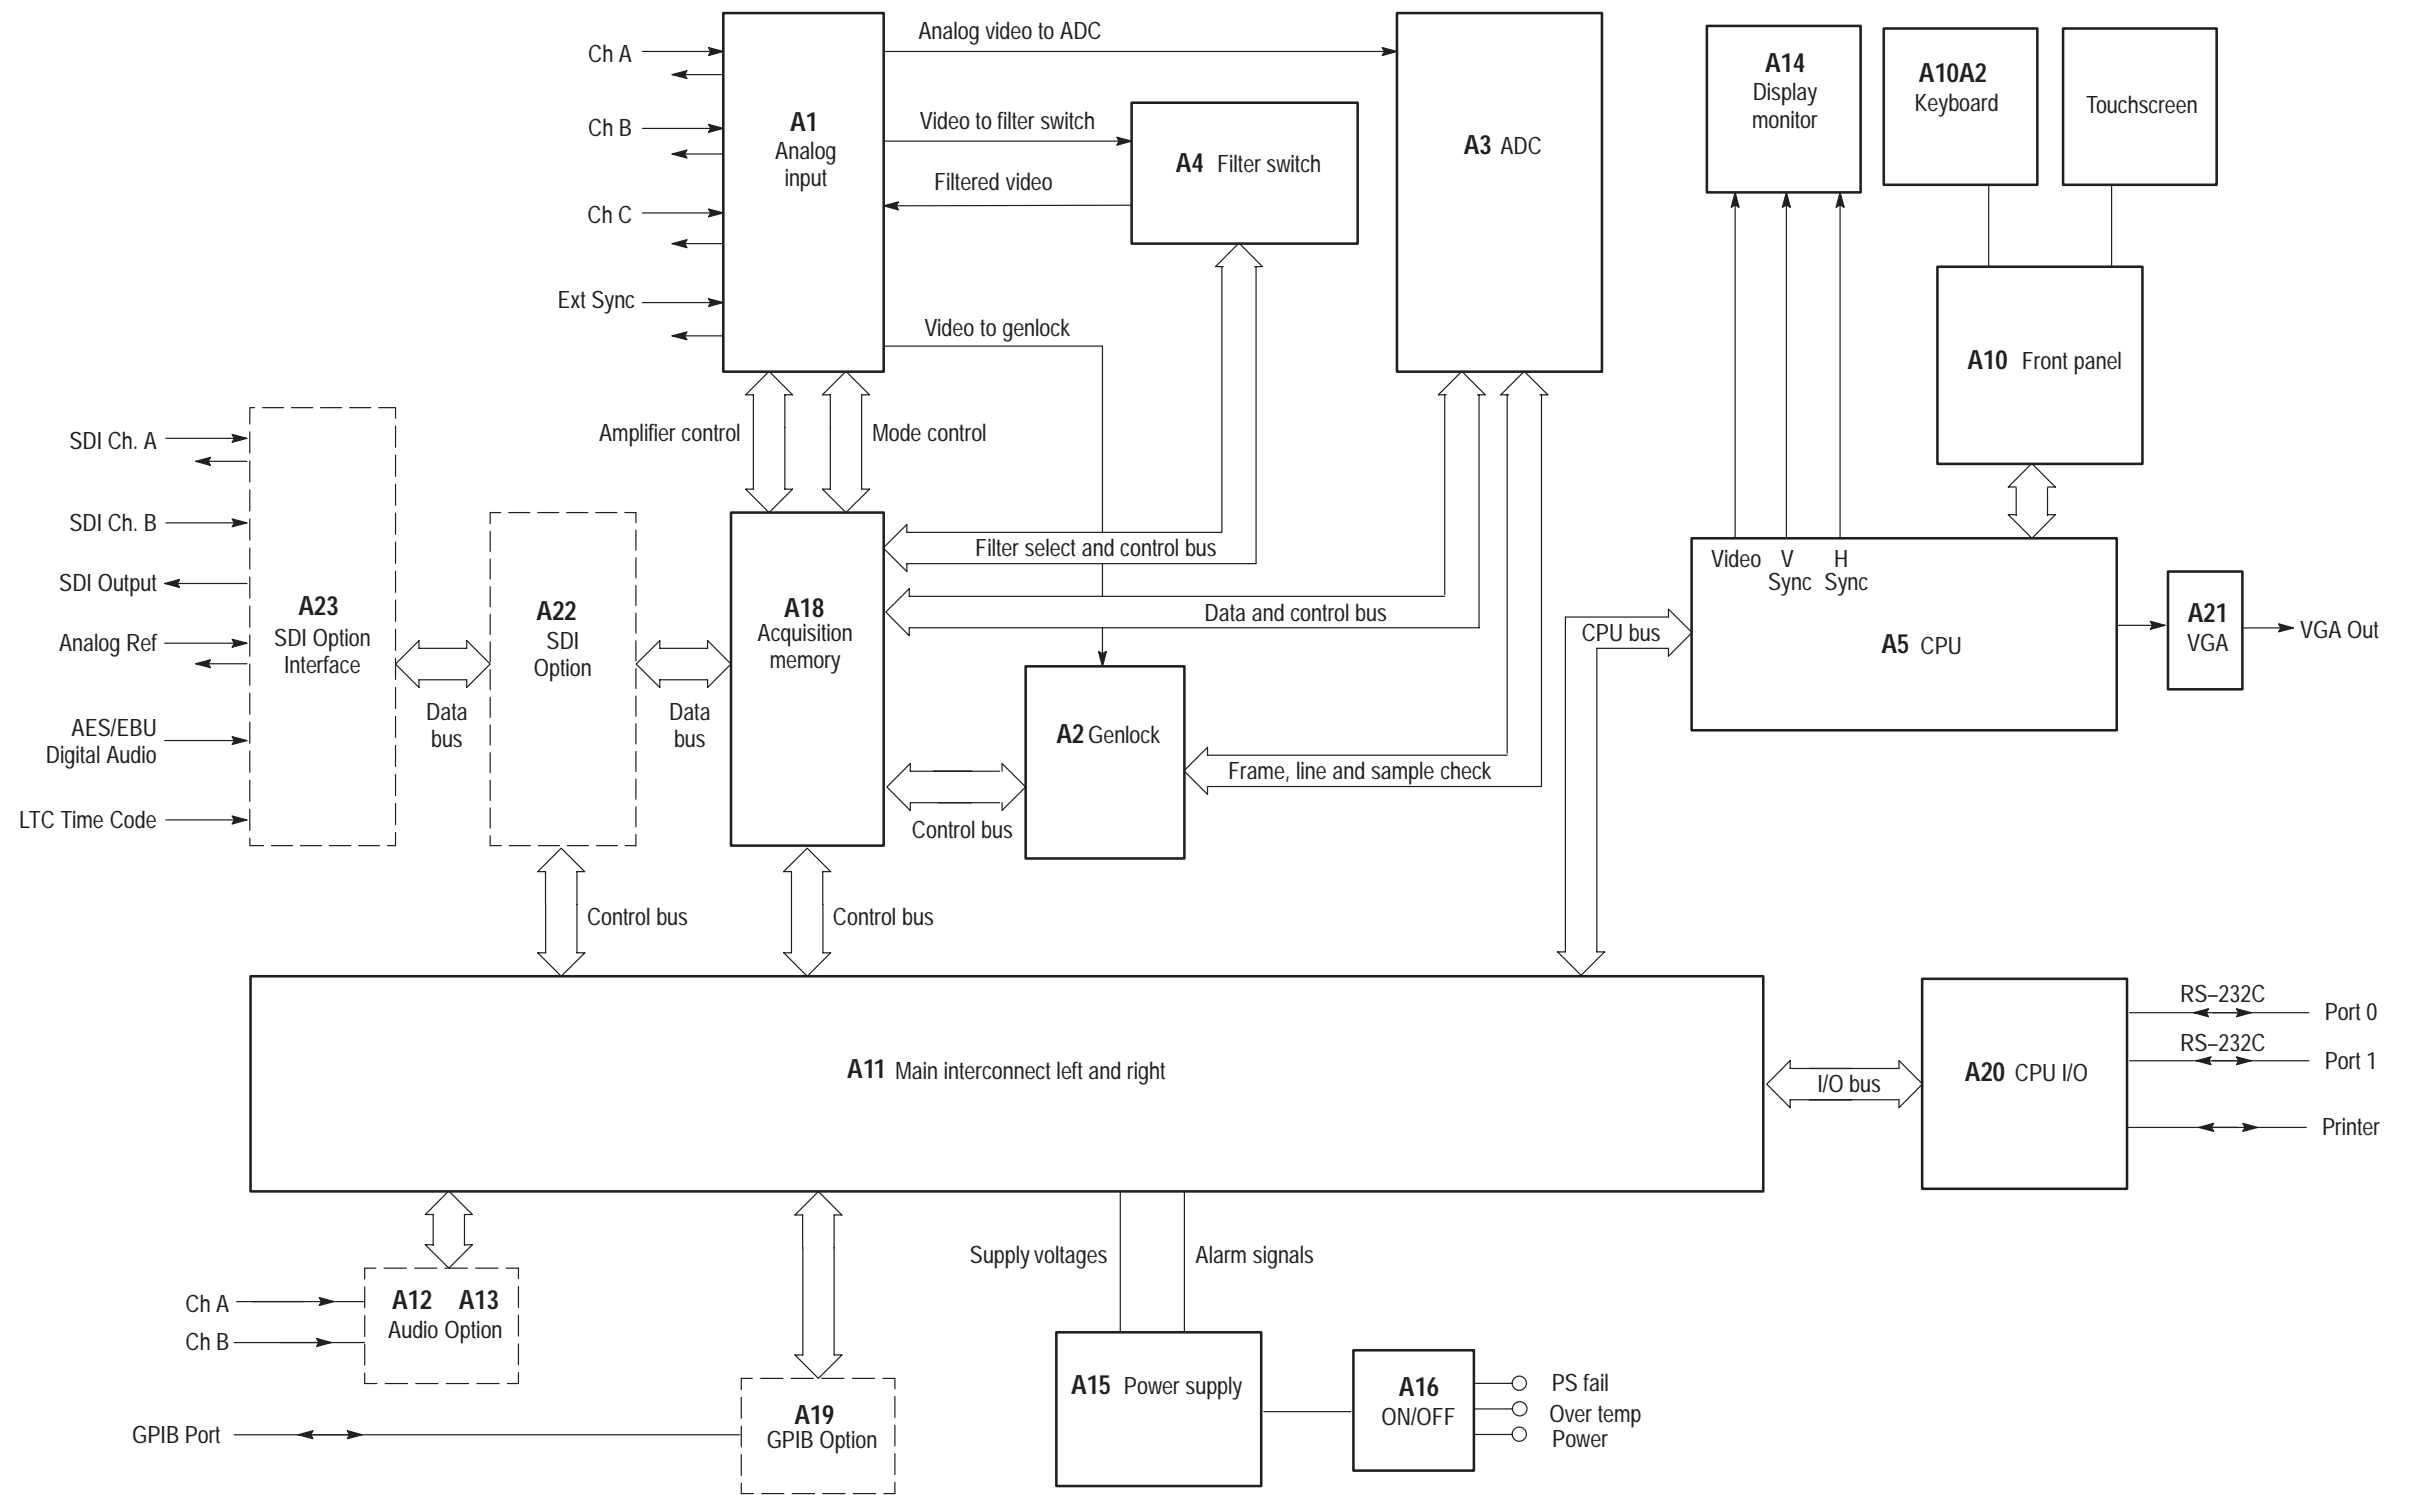 Ch A
Ch B
Ch C
Ext Sync
A1
Analog
input
Analog video to ADC
Video to filter switch
Filtered video
Video to genlock
A4 Filter switch
A3 ADC
A14
Display
monitor
A10A2
Keyboard
Touchscreen
A10 Front panel
Amplifier control
Mode control
SDI Ch. A
SDI Ch. B
SDI Output
Analog Ref
AES/EBU
Digital Audio
LTC Time Code
A23
SDI Option
Interface
Data
bus
A22
SDI
Option
Data
bus
A18
Acquisition
memory
Filter select and control bus
Data and control bus
A2 Genlock
Frame, line and sample check
Control bus
Control bus
Control bus
CPU bus
Video
V
Sync
H
Sync
A5 CPU
A21
VGA
VGA Out
A11 Main interconnect left and right
I/O bus
A20 CPU I/O
RS–232C
Port 0
RS–232C
Port 1
Printer
Supply voltages
Alarm signals
Ch A
Ch B
A12 A13
Audio Option
GPIB Port
A19
GPIB Option
A15 Power supply
A16
ON/OFF
PS fail
Over temp
Power